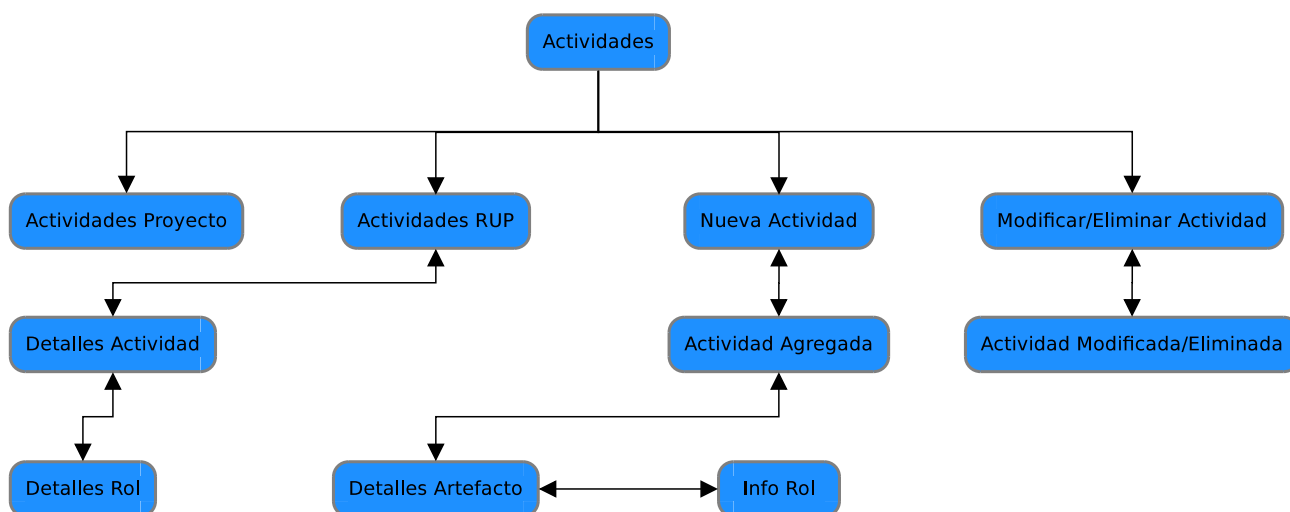 Actividades
Actividades Proyecto
Actividades RUP
Nueva Actividad
Modificar/Eliminar Actividad
Detalles Actividad
Actividad Agregada
Actividad Modificada/Eliminada
Detalles Rol
Detalles Artefacto
Info Rol